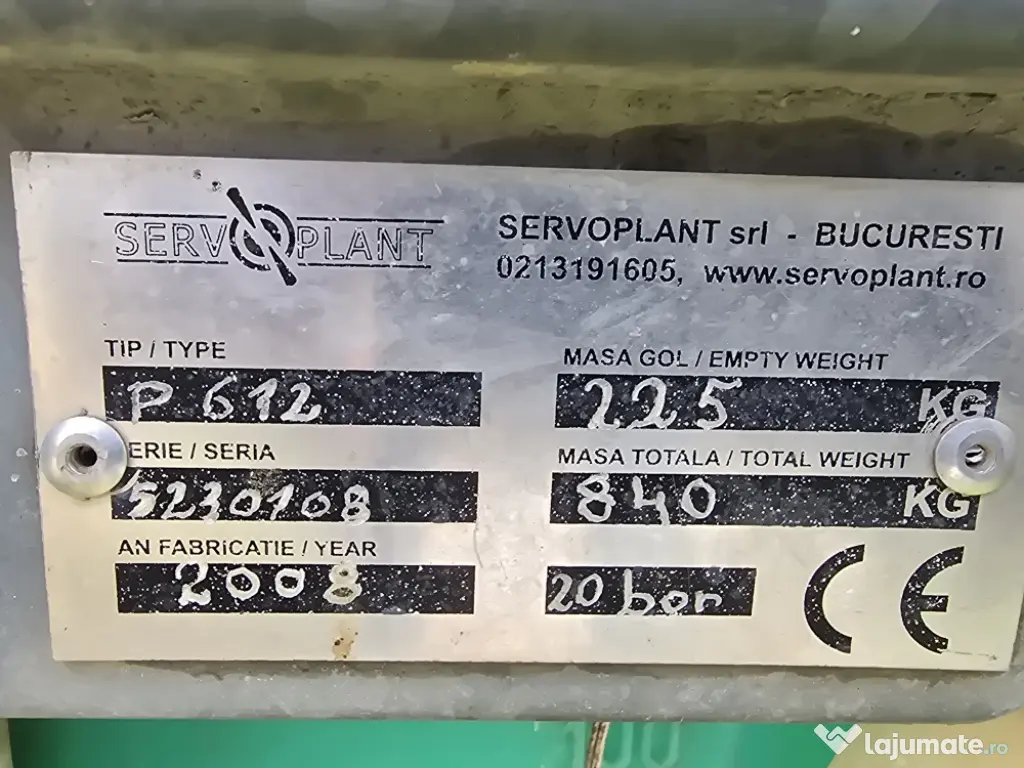 SERVOPLANT
SERVOPLANT srl - BUCURESTI
0213191605, www.servoplant.ro
TIP / TYPE
P 612
MASA GOL / EMPTY WEIGHT
225 KG
ERIE / SERIA
5230108
MASA TOTALA / TOTAL WEIGHT
840 KG
AN FABRICATIE / YEAR
2008
20 bar
CE
100
lajumate.ro